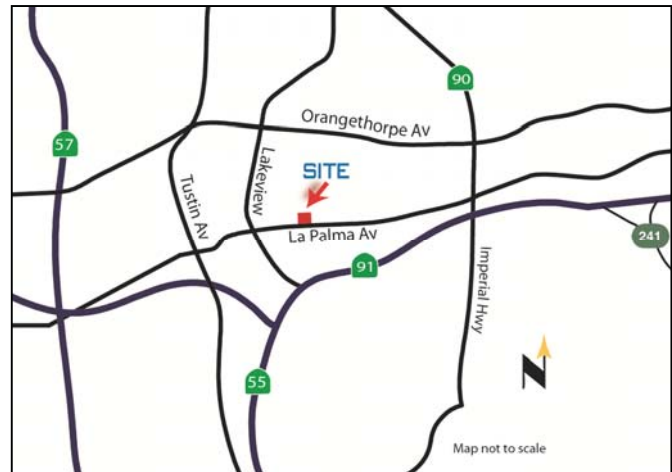 90
Orangethorpe Av
57
Lakeview
SITE
Tustin Av
La Palma Av
241
91
Imperial Hwy
55
N
Map not to scale